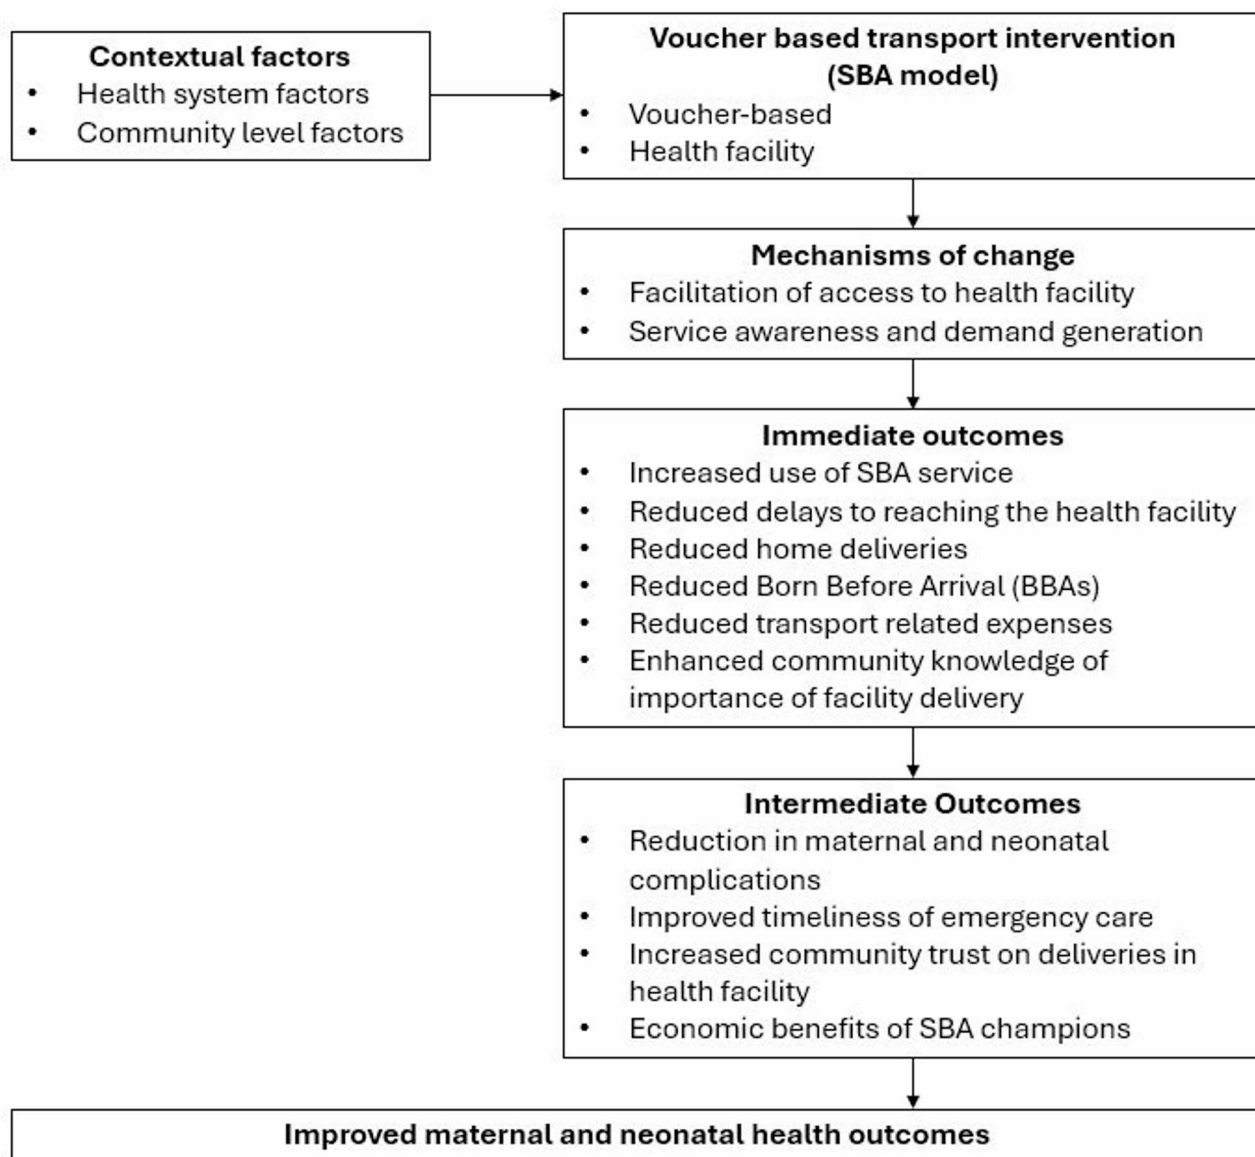 Contextual factors
• Health system factors
• Community level factors
Voucher based transport intervention
(SBA model)
• Voucher-based
• Health facility
Mechanisms of change
• Facilitation of access to health facility
• Service awareness and demand generation
Immediate outcomes
• Increased use of SBA service
• Reduced delays to reaching the health facility
• Reduced home deliveries
• Reduced Born Before Arrival (BBAs)
• Reduced transport related expenses
• Enhanced community knowledge of
importance of facility delivery
Intermediate Outcomes
• Reduction in maternal and neonatal
complications
• Improved timeliness of emergency care
• Increased community trust on deliveries in
health facility
• Economic benefits of SBA champions
Improved maternal and neonatal health outcomes